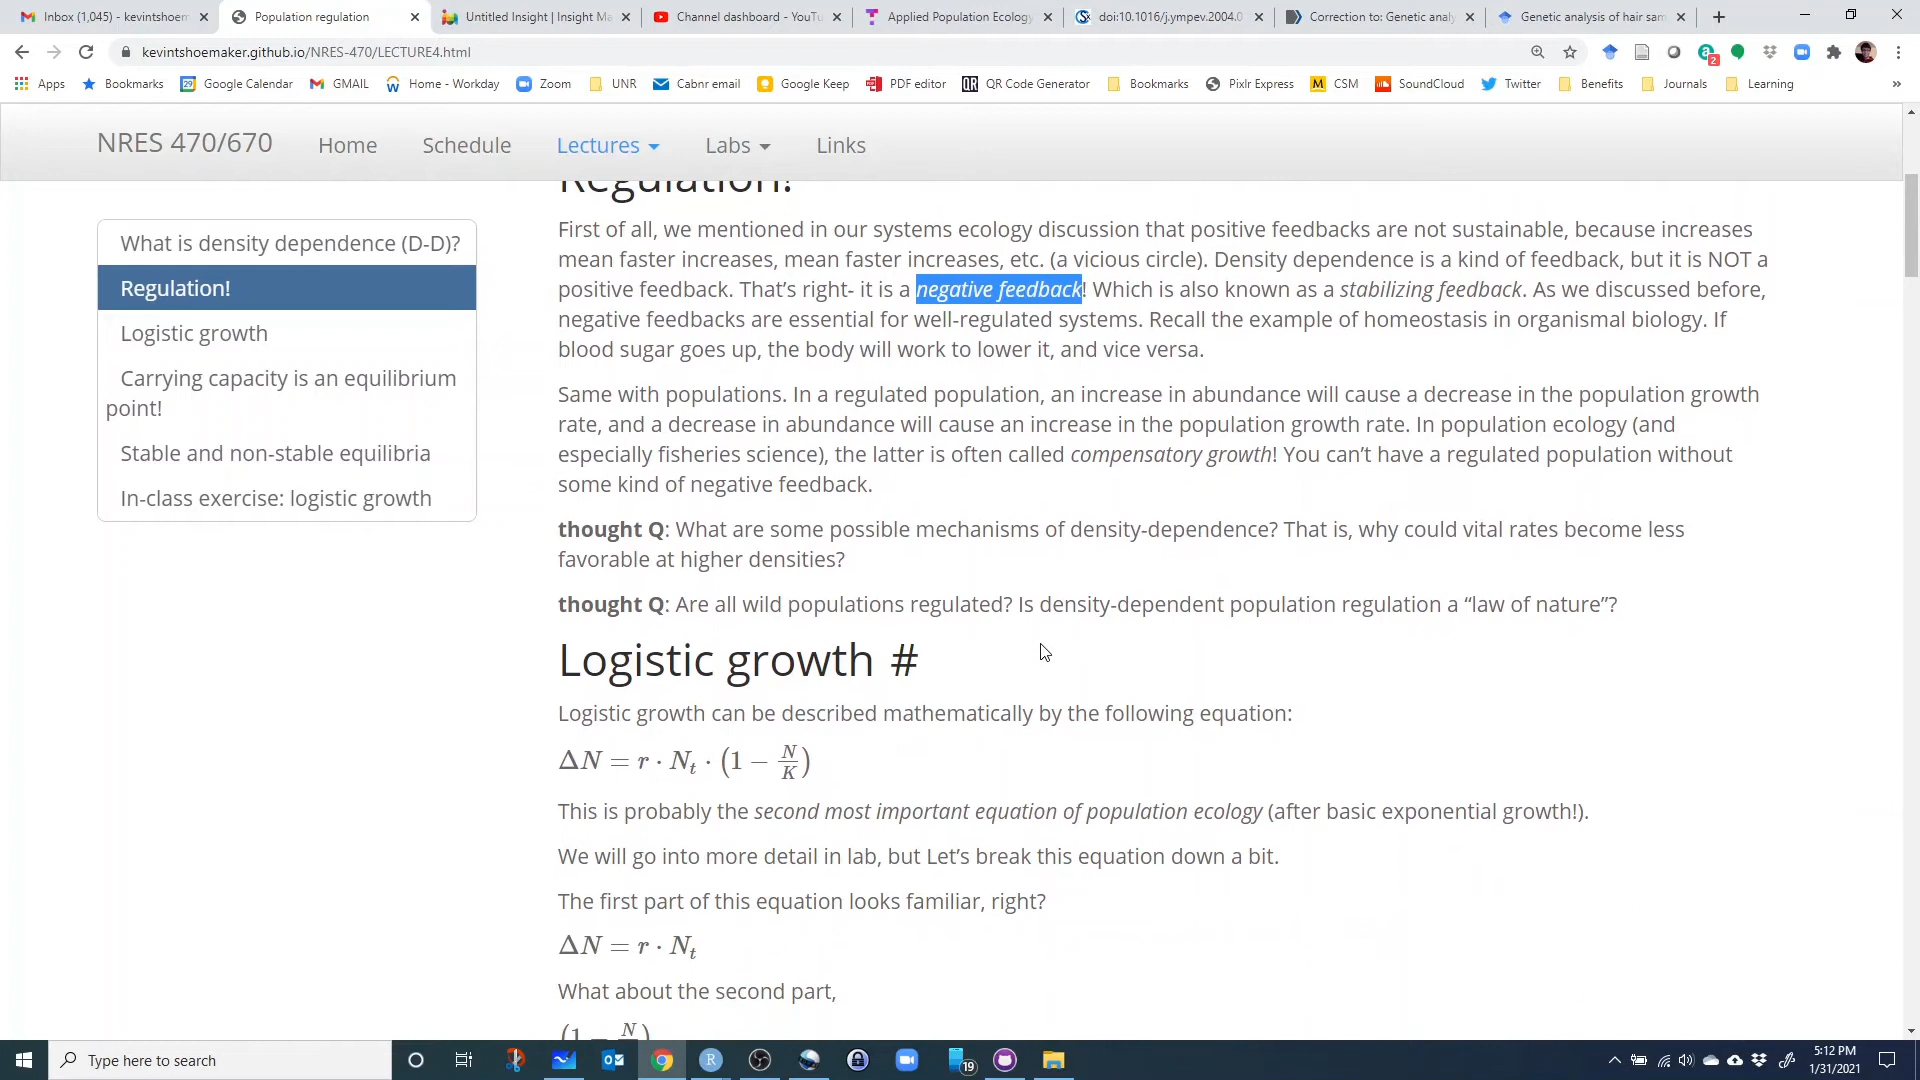 Inbox (1,045) - kevintshoem
Population regulation
Untitled Insight | Insight Ma
Channel dashboard - YouTu
Applied Population Ecology
doi:10.1016/j.ympev.2004.0
Correction to: Genetic analy
Genetic analysis of hair sam
kevintshoemaker.github.io/NRES-470/LECTURE4.html
2
Apps
Bookmarks
31
Google Calendar
GMAIL
Home - Workday
Zoom
UNR
Cabnr email
Google Keep
PDF editor
QR Code Generator
Bookmarks
Pixlr Express
M CSM
SoundCloud
Twitter
Benefits
Journals
Learning
»
NRES 470/670
Home
Schedule
Lectures
Labs
Links
What is density dependence (D-D)?
Regulation!
Logistic growth
Carrying capacity is an equilibrium
point!
Stable and non-stable equilibria
In-class exercise: logistic growth
Regulation!
First of all, we mentioned in our systems ecology discussion that positive feedbacks are not sustainable, because increases
mean faster increases, mean faster increases, etc. (a vicious circle). Density dependence is a kind of feedback, but it is NOT a
positive feedback. That’s right- it is a negative feedback! Which is also known as a stabilizing feedback. As we discussed before,
negative feedbacks are essential for well-regulated systems. Recall the example of homeostasis in organismal biology. If
blood sugar goes up, the body will work to lower it, and vice versa.
Same with populations. In a regulated population, an increase in abundance will cause a decrease in the population growth
rate, and a decrease in abundance will cause an increase in the population growth rate. In population ecology (and
especially fisheries science), the latter is often called compensatory growth! You can’t have a regulated population without
some kind of negative feedback.
thought Q: What are some possible mechanisms of density-dependence? That is, why could vital rates become less
favorable at higher densities?
thought Q: Are all wild populations regulated? Is density-dependent population regulation a “law of nature”?
Logistic growth #
Logistic growth can be described mathematically by the following equation:
ΔN = r · Nt · (1 − N/K)
This is probably the second most important equation of population ecology (after basic exponential growth!).
We will go into more detail in lab, but Let’s break this equation down a bit.
The first part of this equation looks familiar, right?
ΔN = r · Nt
What about the second part,
(1 − N
Type here to search
19
5:12 PM
1/31/2021